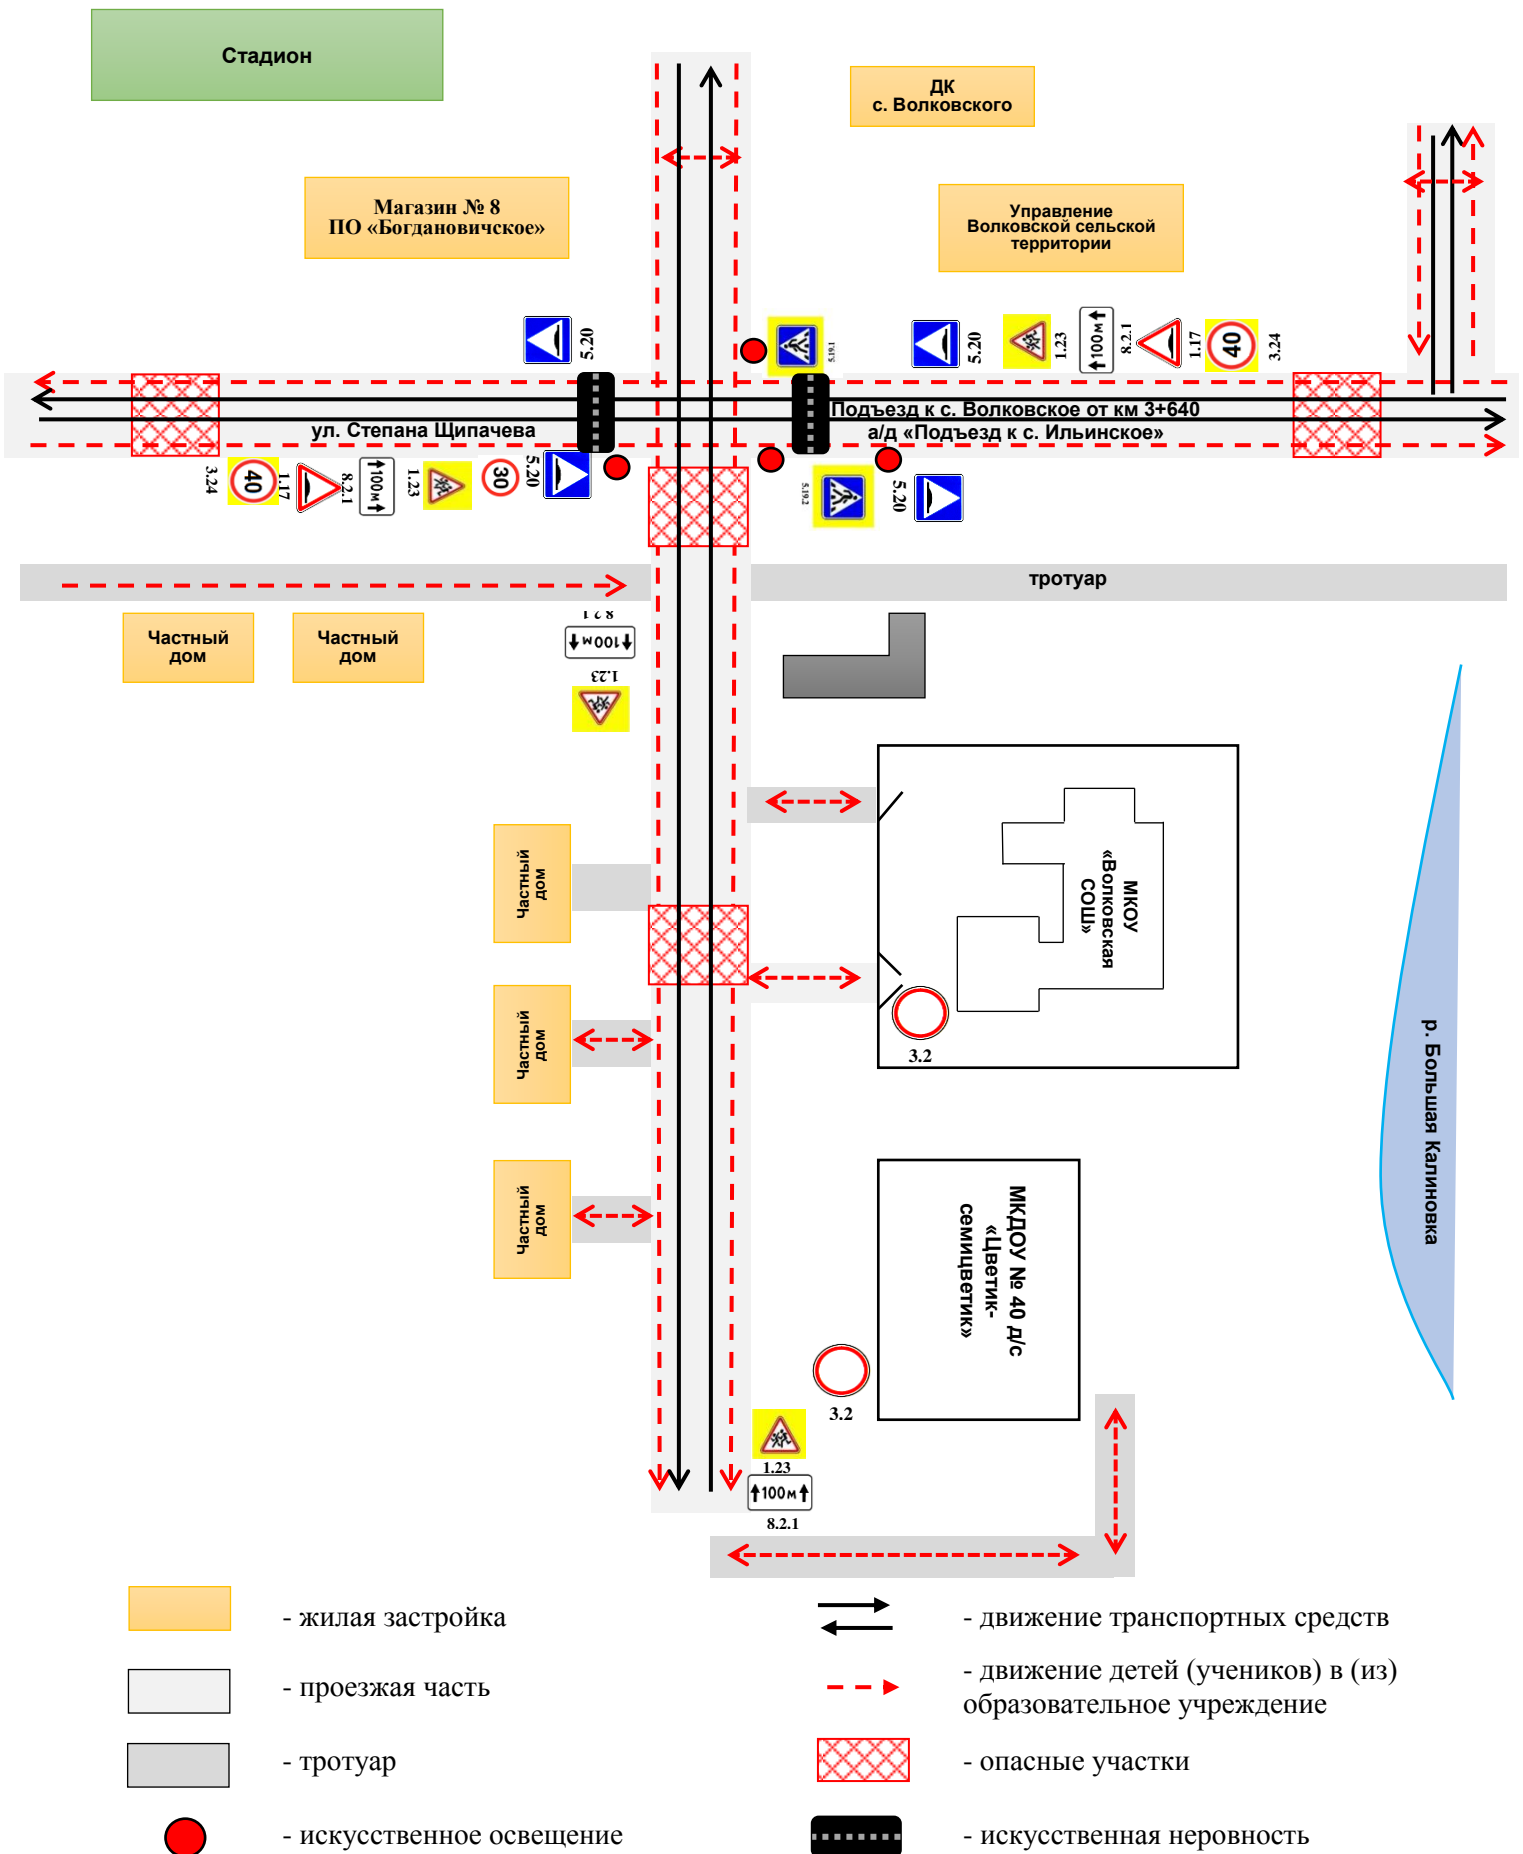 Стадион
ДК
с. Волковского
Магазин № 8
ПО «Богдановичское»
Управление
Волковской сельской
территории
5.20
5.19.1
5.20
1.23
100м
8.2.1
1.17
40
3.24
Подъезд к с. Волковское от км 3+640
а/д «Подъезд к с. Ильинское»
ул. Степана Щипачева
3.24
40
1.17
8.2.1
100м
1.23
30
5.20
5.19.2
5.20
тротуар
Частный
дом
Частный
дом
8.2.1
100м
1.23
Частный
дом
МКОУ
«Волковская
СОШ»
3.2
Частный
дом
р. Большая Калиновка
Частный
дом
МКДОУ № 40 д/с
«Цветик-
семицветик»
3.2
1.23
100м
8.2.1
- жилая застройка
- движение транспортных средств
- проезжая часть
- движение детей (учеников) в (из)
образовательное учреждение
- тротуар
- опасные участки
- искусственное освещение
- искусственная неровность